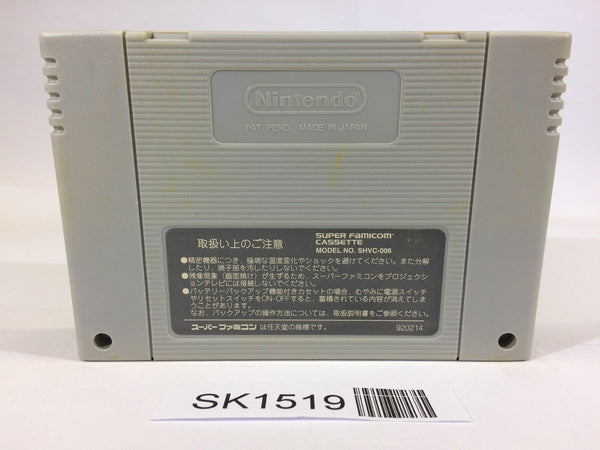 Nintendo
PAT. PEND. MADE IN JAPAN
取扱い上のご注意
SUPER FAMICOM
CASSETTE
MODEL NO. SHVC-006
●精密機器につき、極端な温度変化やショックを避けてください。また分解
したり、端子部を汚したりしないでください。
●残像現象（画面焼け）が生ずるため、スーパーファミコンをプロジェクシ
ョンテレビには接続しないでください。
●バッテリーバックアップ機能付きカセットの場合、むやみに電源スイッチ
やリセットスイッチをON・OFFすると、蓄積されている内容が消えてしま
うことがあります。
なお、バックアップの操作方法については、取扱説明書をご参照ください。
スーパーファミコン は任天堂の商標です。
920214
SK1519